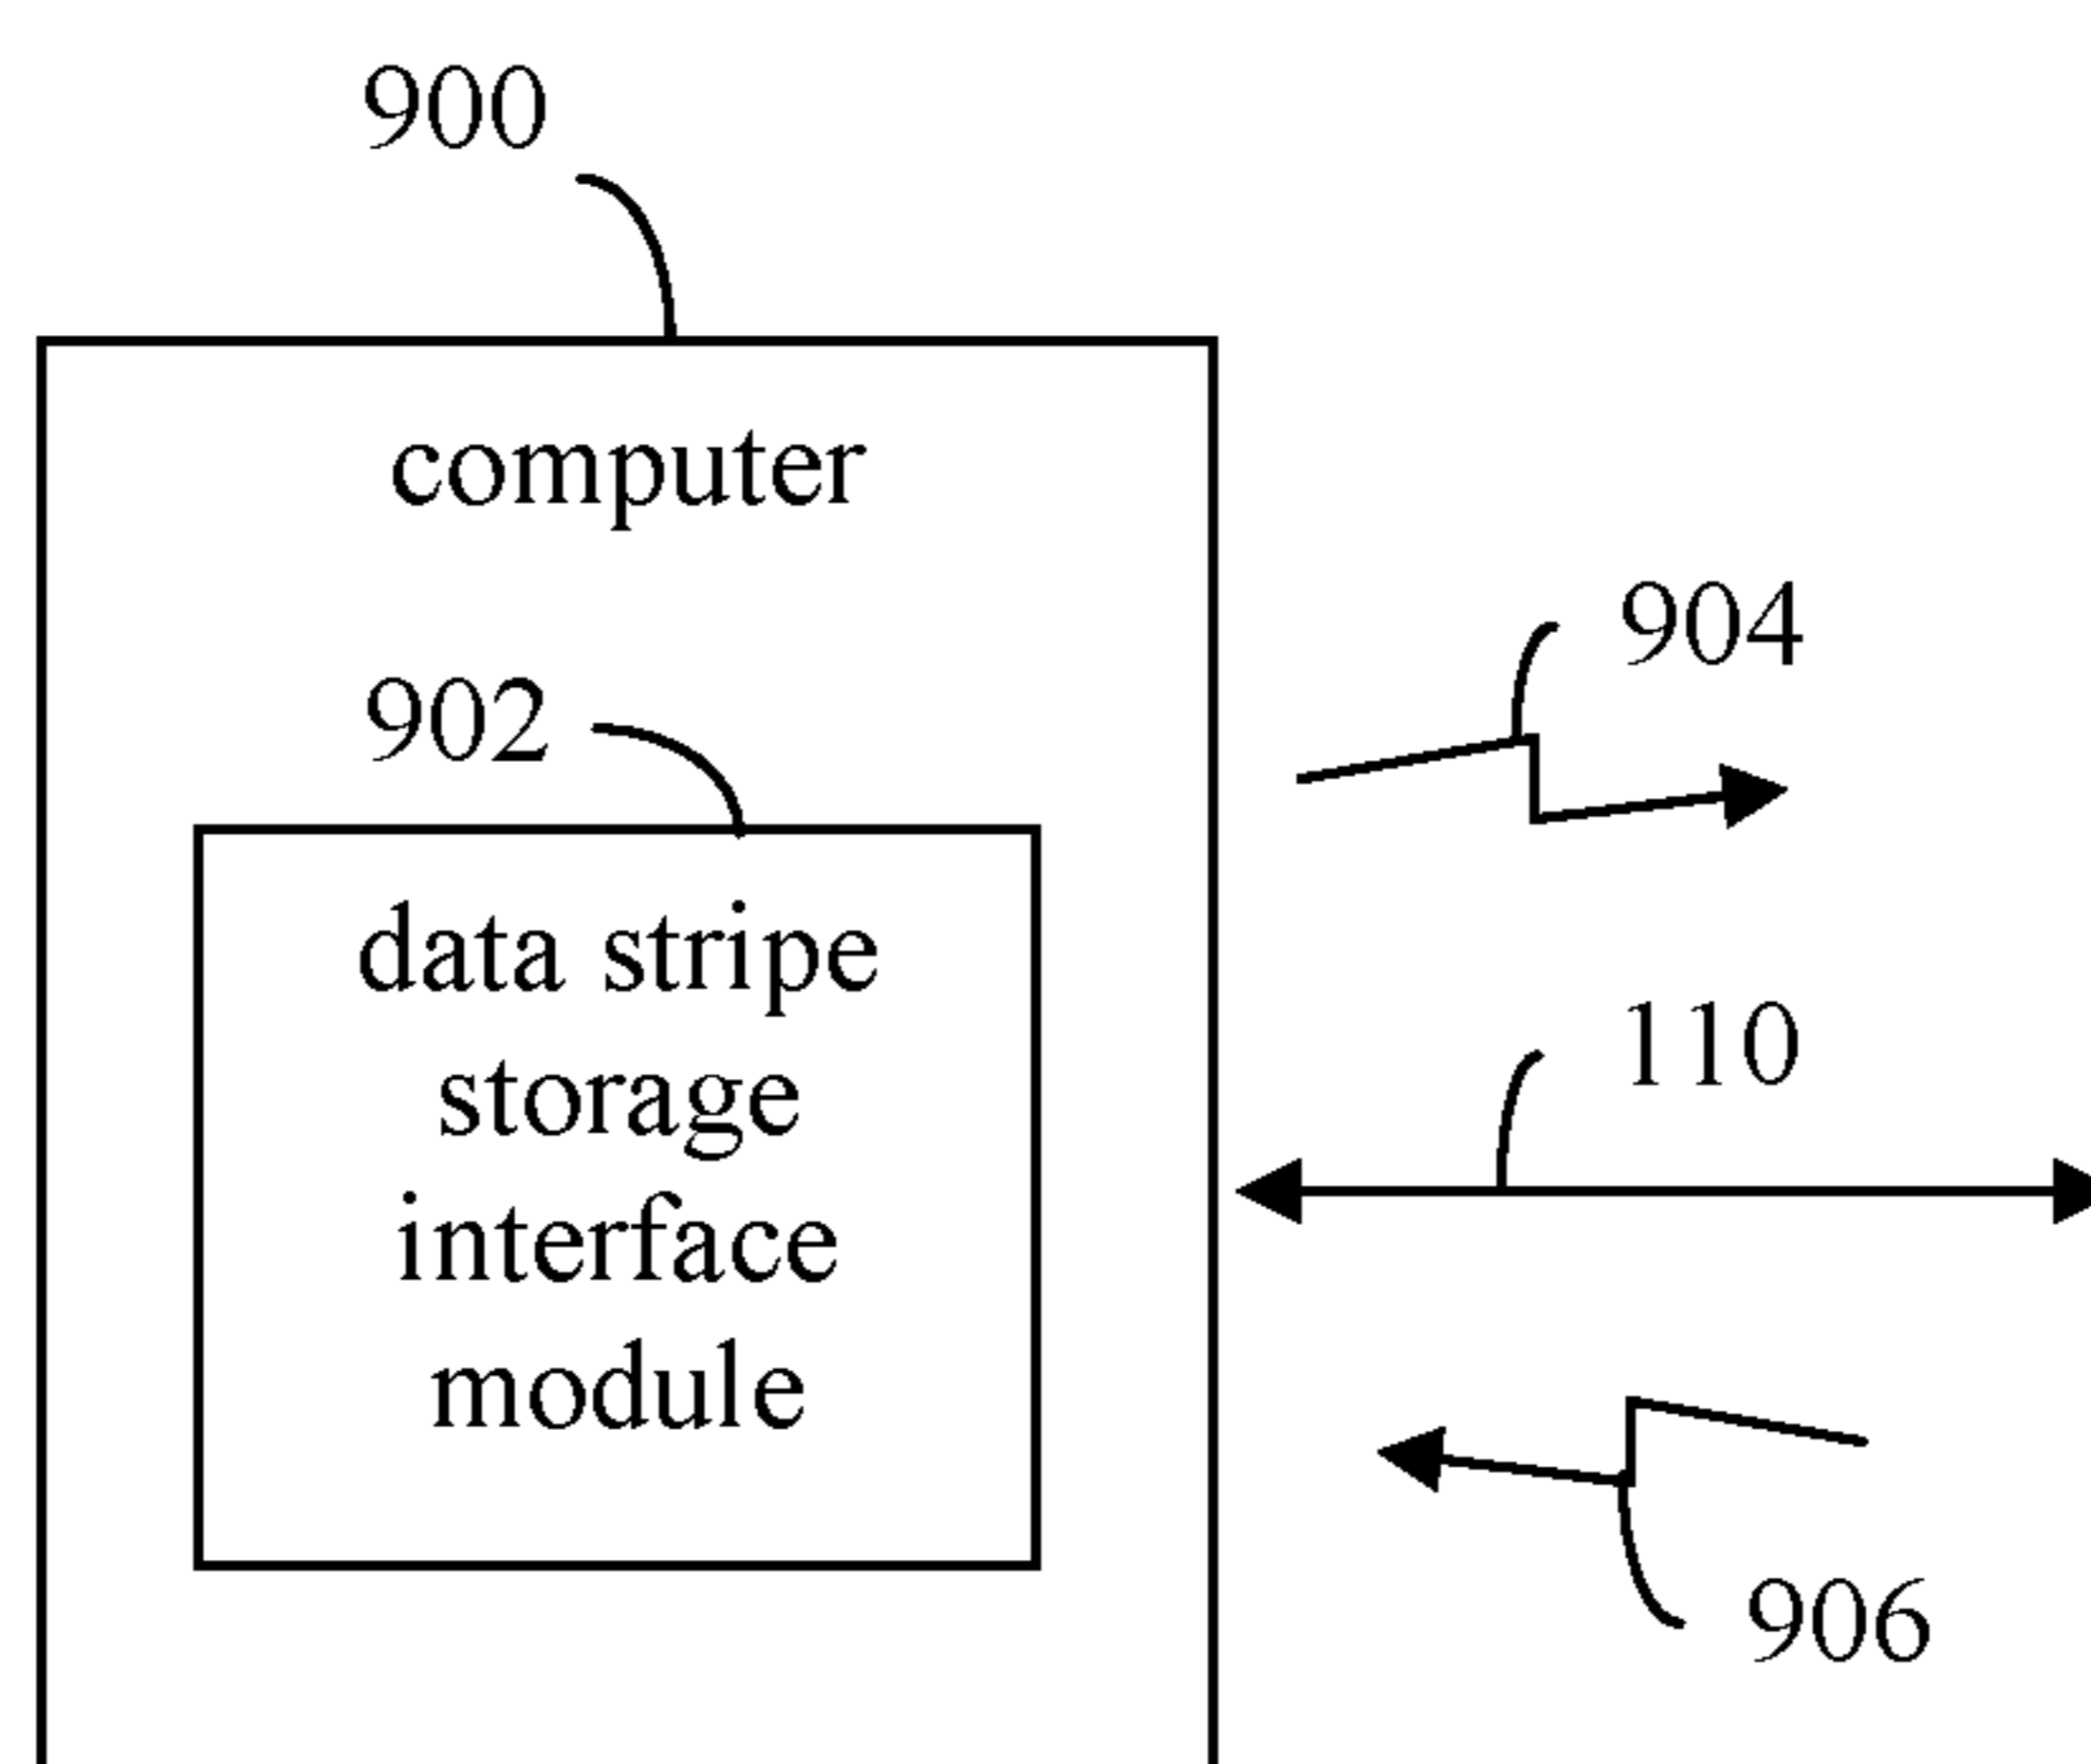 900
computer
904
902
data stripe
storage
interface
module
110
906